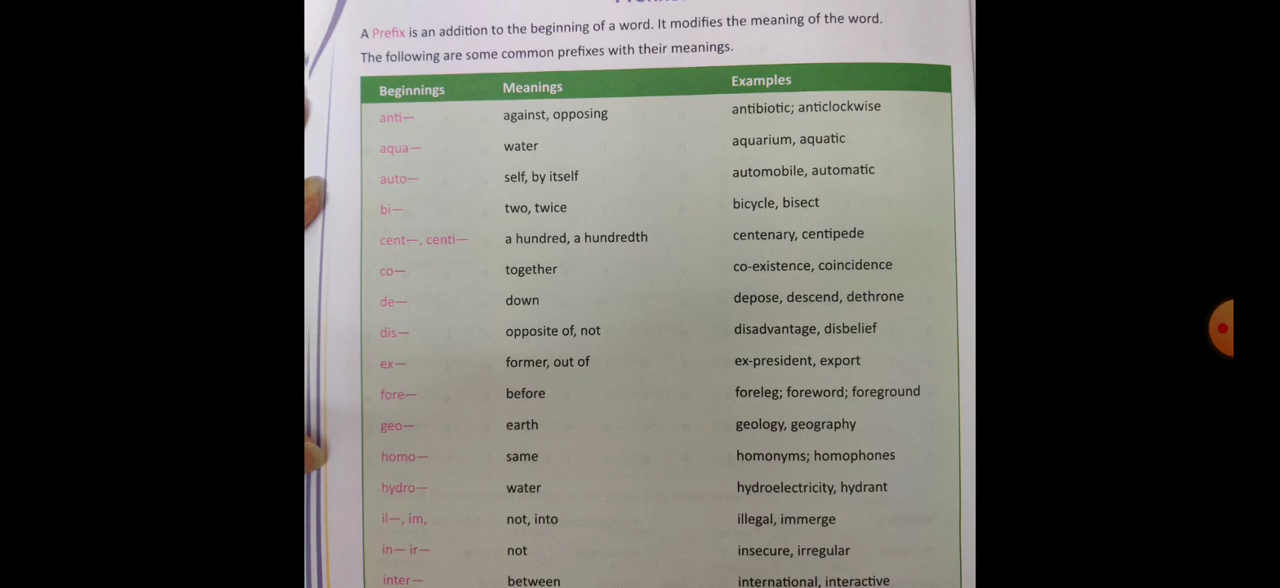 A Prefix is an addition to the beginning of a word. It modifies the meaning of the word.
The following are some common prefixes with their meanings.
Beginnings Meanings Examples
anti— against, opposing antibiotic; anticlockwise
aqua— water aquarium, aquatic
auto— self, by itself automobile, automatic
bi— two, twice bicycle, bisect
cent—, centi— a hundred, a hundredth centenary, centipede
co— together co-existence, coincidence
de— down depose, descend, dethrone
dis— opposite of, not disadvantage, disbelief
ex— former, out of ex-president, export
fore— before foreleg; foreword; foreground
geo— earth geology, geography
homo— same homonyms; homophones
hydro— water hydroelectricity, hydrant
il—, im, not, into illegal, immerge
in— ir— not insecure, irregular
inter— between international, interactive